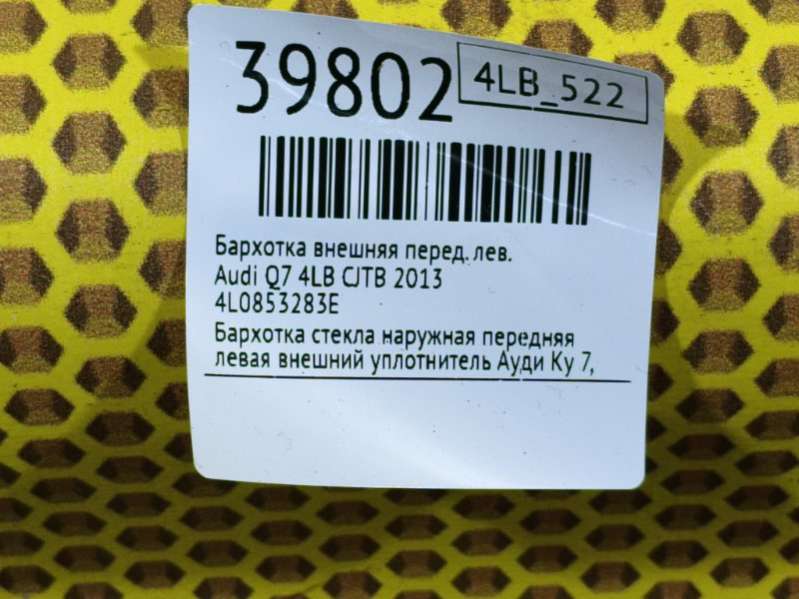 39802
4LB_522
Бархотка внешняя перед. лев.
Audi Q7 4LB CJTB 2013
4L0853283E
Бархотка стекла наружная передняя
левая внешний уплотнитель Ауди Ку 7,